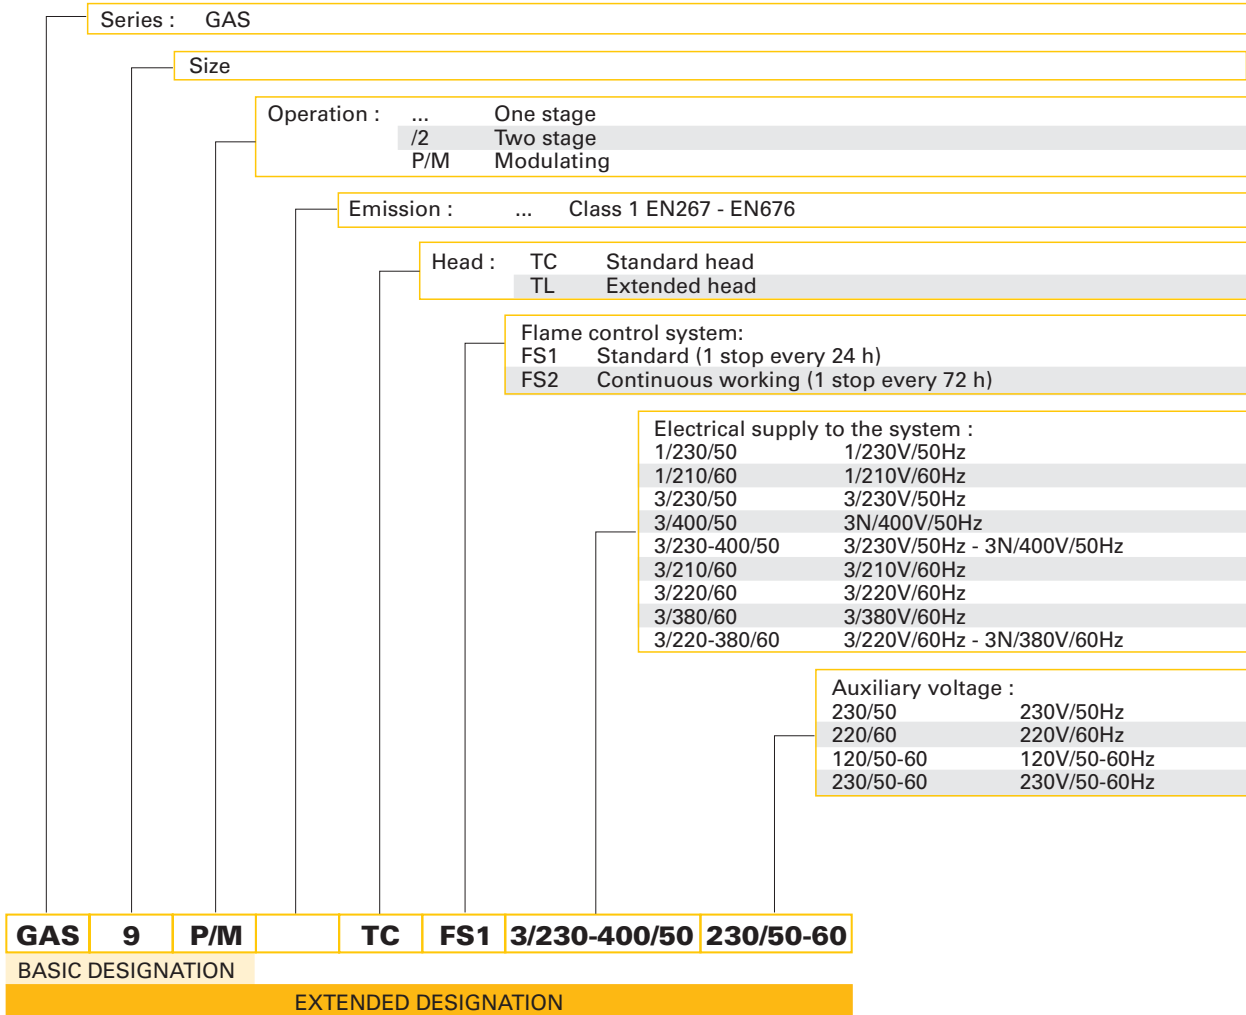 Series : GAS
Size
Operation : ... One stage
/2 Two stage
P/M Modulating
Emission : ... Class 1 EN267 - EN676
Head : TC Standard head
TL Extended head
Flame control system:
FS1 Standard (1 stop every 24 h)
FS2 Continuous working (1 stop every 72 h)
Electrical supply to the system :
1/230/50 1/230V/50Hz
1/210/60 1/210V/60Hz
3/230/50 3/230V/50Hz
3/400/50 3N/400V/50Hz
3/230-400/50 3/230V/50Hz - 3N/400V/50Hz
3/210/60 3/210V/60Hz
3/220/60 3/220V/60Hz
3/380/60 3/380V/60Hz
3/220-380/60 3/220V/60Hz - 3N/380V/60Hz
Auxiliary voltage :
230/50 230V/50Hz
220/60 220V/60Hz
120/50-60 120V/50-60Hz
230/50-60 230V/50-60Hz
GAS 9 P/M TC FS1 3/230-400/50 230/50-60
BASIC DESIGNATION
EXTENDED DESIGNATION